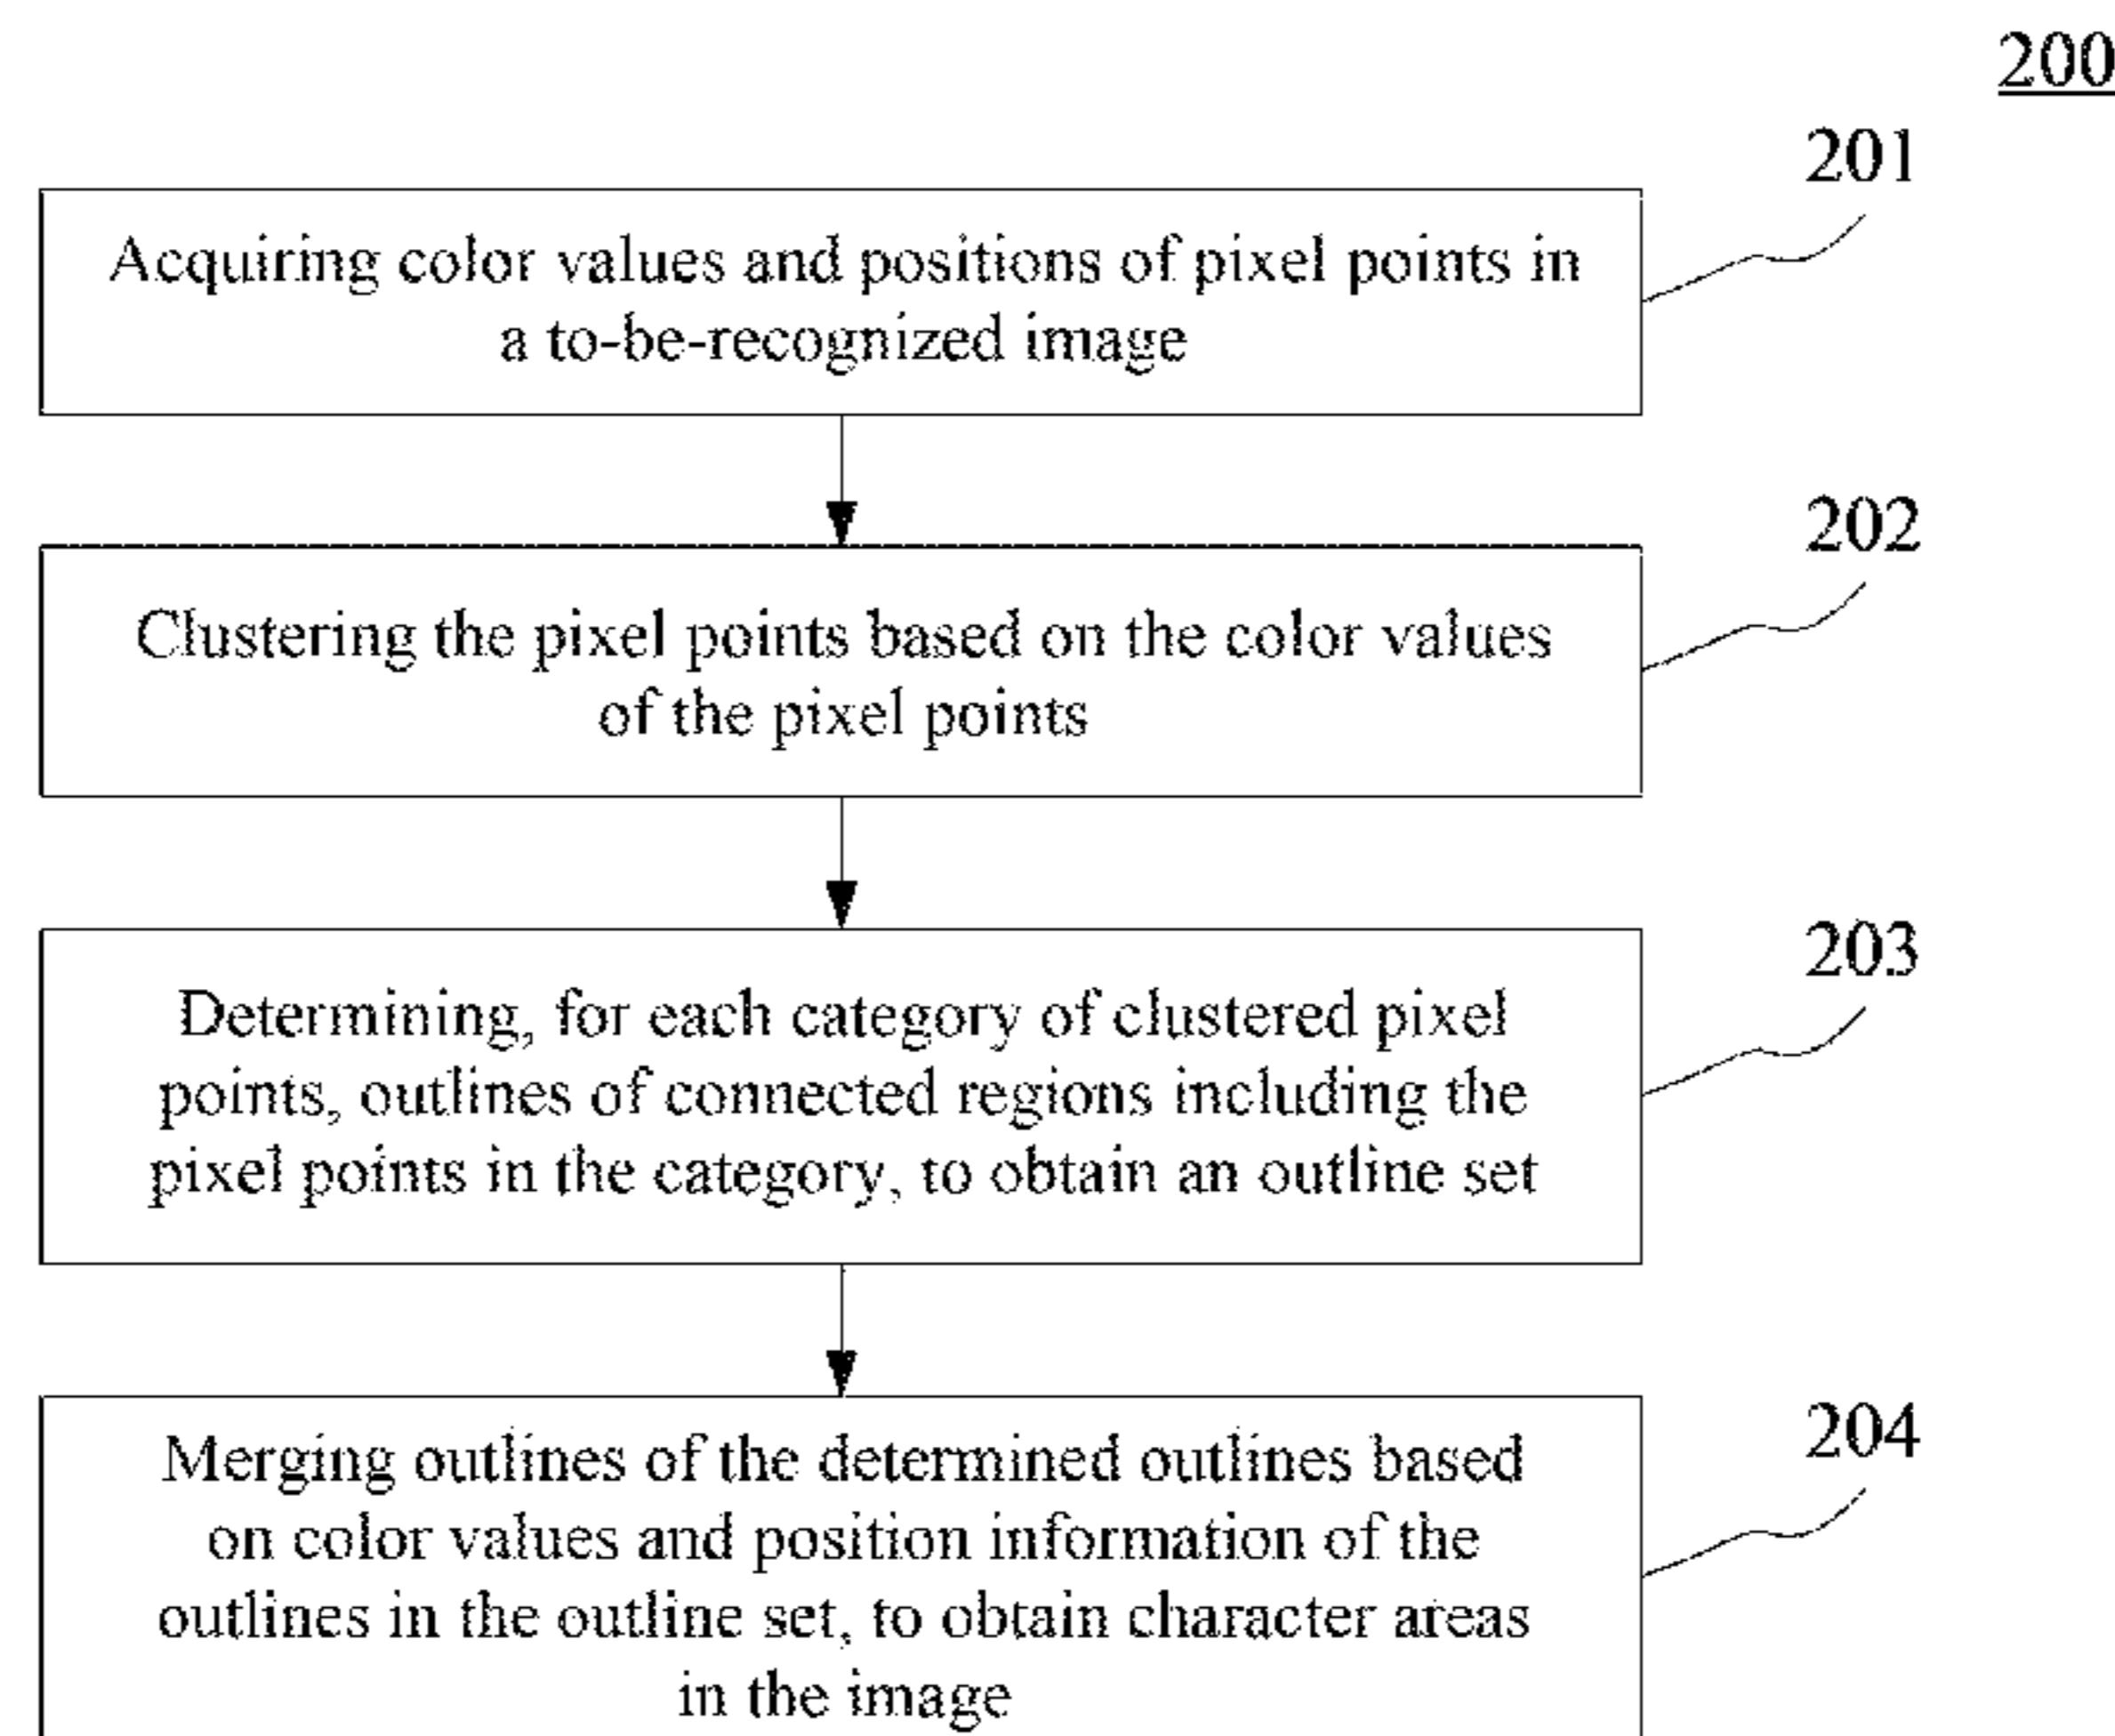 200
201
Acquiring color values and positions of pixel points in
a to-be-recognized image
202
Clustering the pixel points based on the color values
of the pixel points
203
Determining, for each category of clustered pixel
points, outlines of connected regions including the
pixel points in the category, to obtain an outline set
204
Merging outlines of the determined outlines based
on color values and position information of the
outlines in the outline set, to obtain character areas
in the image